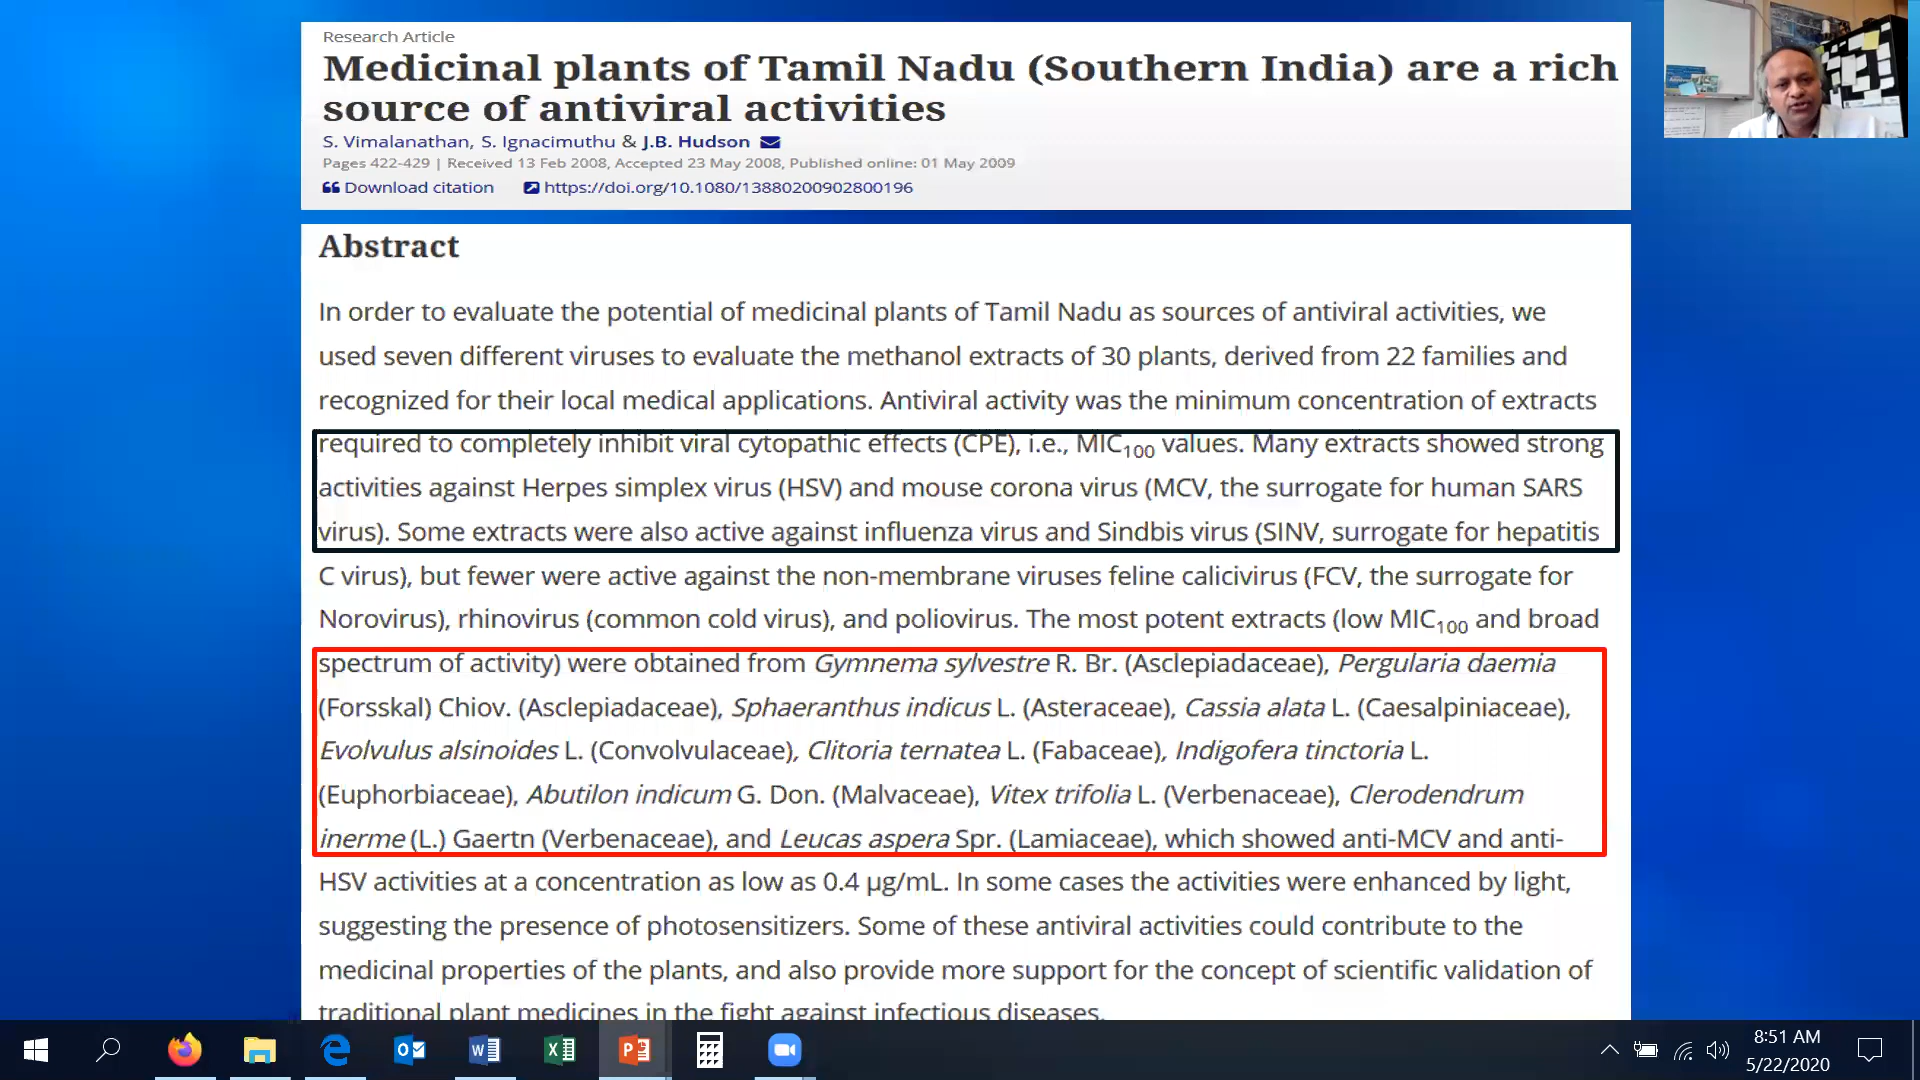 Research Article
Medicinal plants of Tamil Nadu (Southern India) are a rich
source of antiviral activities
S. Vimalanathan, S. Ignacimuthu & J.B. Hudson
Pages 422-429 | Received 13 Feb 2008, Accepted 23 May 2008, Published online: 01 May 2009
Download citation https://doi.org/10.1080/13880200902800196
Abstract
In order to evaluate the potential of medicinal plants of Tamil Nadu as sources of antiviral activities, we
used seven different viruses to evaluate the methanol extracts of 30 plants, derived from 22 families and
recognized for their local medical applications. Antiviral activity was the minimum concentration of extracts
required to completely inhibit viral cytopathic effects (CPE), i.e., MIC100 values. Many extracts showed strong
activities against Herpes simplex virus (HSV) and mouse corona virus (MCV, the surrogate for human SARS
virus). Some extracts were also active against influenza virus and Sindbis virus (SINV, surrogate for hepatitis
C virus), but fewer were active against the non-membrane viruses feline calicivirus (FCV, the surrogate for
Norovirus), rhinovirus (common cold virus), and poliovirus. The most potent extracts (low MIC100 and broad
spectrum of activity) were obtained from Gymnema sylvestre R. Br. (Asclepiadaceae), Pergularia daemia
(Forsskal) Chiov. (Asclepiadaceae), Sphaeranthus indicus L. (Asteraceae), Cassia alata L. (Caesalpiniaceae),
Evolvulus alsinoides L. (Convolvulaceae), Clitoria ternatea L. (Fabaceae), Indigofera tinctoria L.
(Euphorbiaceae), Abutilon indicum G. Don. (Malvaceae), Vitex trifolia L. (Verbenaceae), Clerodendrum
inerme (L.) Gaertn (Verbenaceae), and Leucas aspera Spr. (Lamiaceae), which showed anti-MCV and anti-
HSV activities at a concentration as low as 0.4 µg/mL. In some cases the activities were enhanced by light,
suggesting the presence of photosensitizers. Some of these antiviral activities could contribute to the
medicinal properties of the plants, and also provide more support for the concept of scientific validation of
traditional plant medicines in the fight against infectious diseases.
8:51 AM
5/22/2020